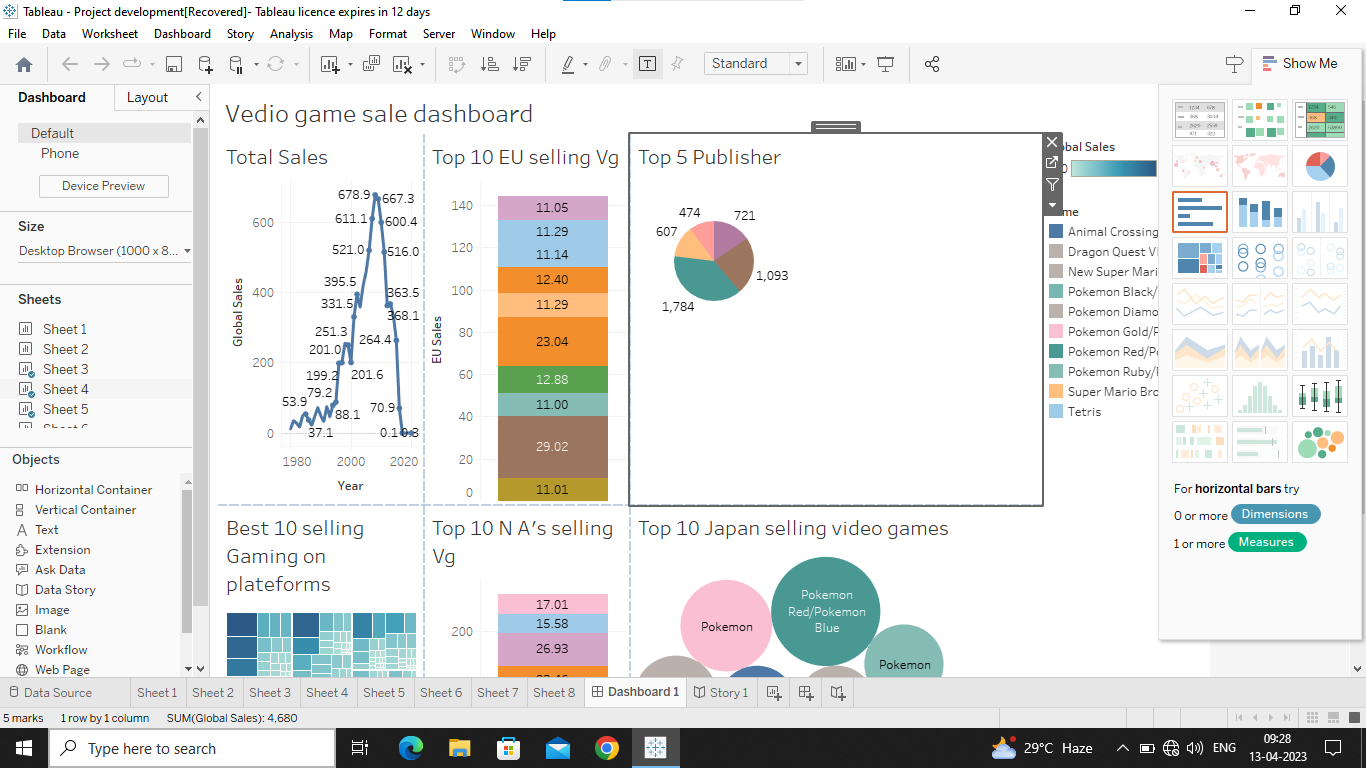 Tableau - Project development[Recovered]- Tableau licence expires in 12 days
File Data Worksheet Dashboard Story Analysis Map Format Server Window Help
Standard
Show Me
Dashboard Layout
Default
Phone
Device Preview
Size
Desktop Browser (1000 x 8...
Sheets
Sheet 1
Sheet 2
Sheet 3
Sheet 4
Sheet 5
Objects
Horizontal Container
Vertical Container
Text
Extension
Ask Data
Data Story
Image
Blank
Workflow
Web Page
Vedio game sale dashboard
Total Sales
Global Sales
600
400
200
0
678.9
667.3
611.1
600.4
521.0
516.0
395.5
363.5
331.5
368.1
251.3
264.4
201.0
199.2
201.6
79.2
53.9
88.1
70.9
37.1
0.1
0.3
1980 2000 2020
Year
Top 10 EU selling Vg
EU Sales
140
120
100
80
60
40
20
0
11.05
11.29
11.14
12.40
11.29
23.04
12.88
11.00
29.02
11.01
Top 5 Publisher
474
721
607
1,093
1,784
bal Sales
me
Animal Crossing
Dragon Quest VI
New Super Mari
Pokemon Black/
Pokemon Diamo
Pokemon Gold/P
Pokemon Red/Po
Pokemon Ruby/
Super Mario Bro
Tetris
For horizontal bars try
0 or more Dimensions
1 or more Measures
Best 10 selling
Gaming on
plateforms
Top 10 N A's selling
Vg
200
17.01
15.58
26.93
Top 10 Japan selling video games
Pokemon
Pokemon
Red/Pokemon
Blue
Pokemon
Data Source Sheet 1 Sheet 2 Sheet 3 Sheet 4 Sheet 5 Sheet 6 Sheet 7 Sheet 8 Dashboard 1 Story 1
5 marks 1 row by 1 column SUM(Global Sales): 4,680
Type here to search
29°C Haze
ENG
09:28
13-04-2023